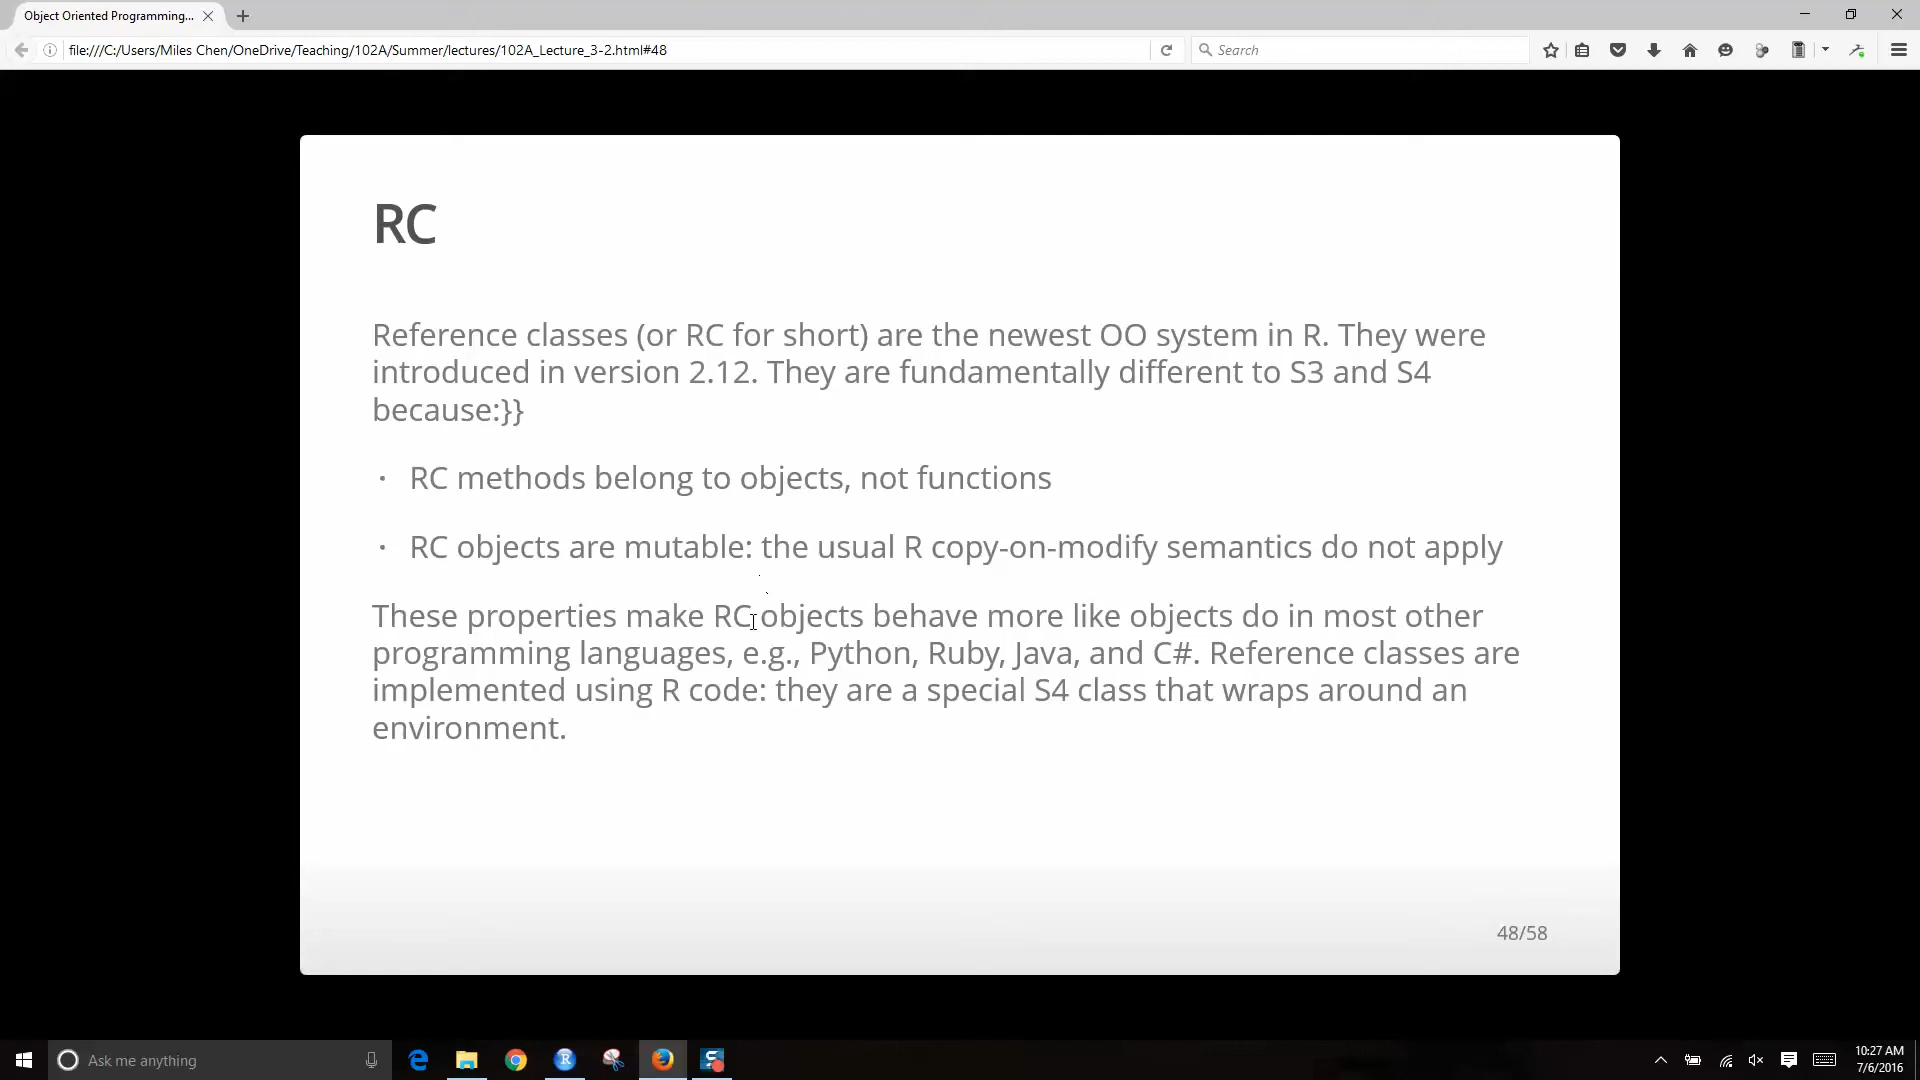 Object Oriented Programming...
file:///C:/Users/Miles Chen/OneDrive/Teaching/102A/Summer/lectures/102A_Lecture_3-2.html#48
Search
RC
Reference classes (or RC for short) are the newest OO system in R. They were
introduced in version 2.12. They are fundamentally different to S3 and S4
because:}}
· RC methods belong to objects, not functions
· RC objects are mutable: the usual R copy-on-modify semantics do not apply
These properties make RC objects behave more like objects do in most other
programming languages, e.g., Python, Ruby, Java, and C#. Reference classes are
implemented using R code: they are a special S4 class that wraps around an
environment.
48/58
Ask me anything
10:27 AM
7/6/2016